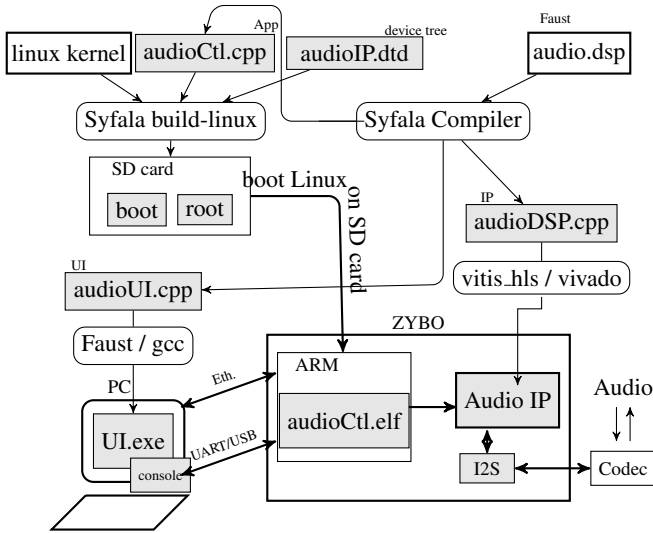 App
device tree
Faust
linux kernel
audioCtl.cpp
audioIP.dtd
audio.dsp
Syfala build-linux
Syfala Compiler
SD card
boot
root
boot Linux
on SD card
IP
audioDSP.cpp
UI
audioUI.cpp
vitis_hls / vivado
Faust / gcc
ZYBO
PC
Eth.
ARM
UI.exe
console
UART/USB
audioCtl.elf
Audio IP
Audio
I2S
Codec